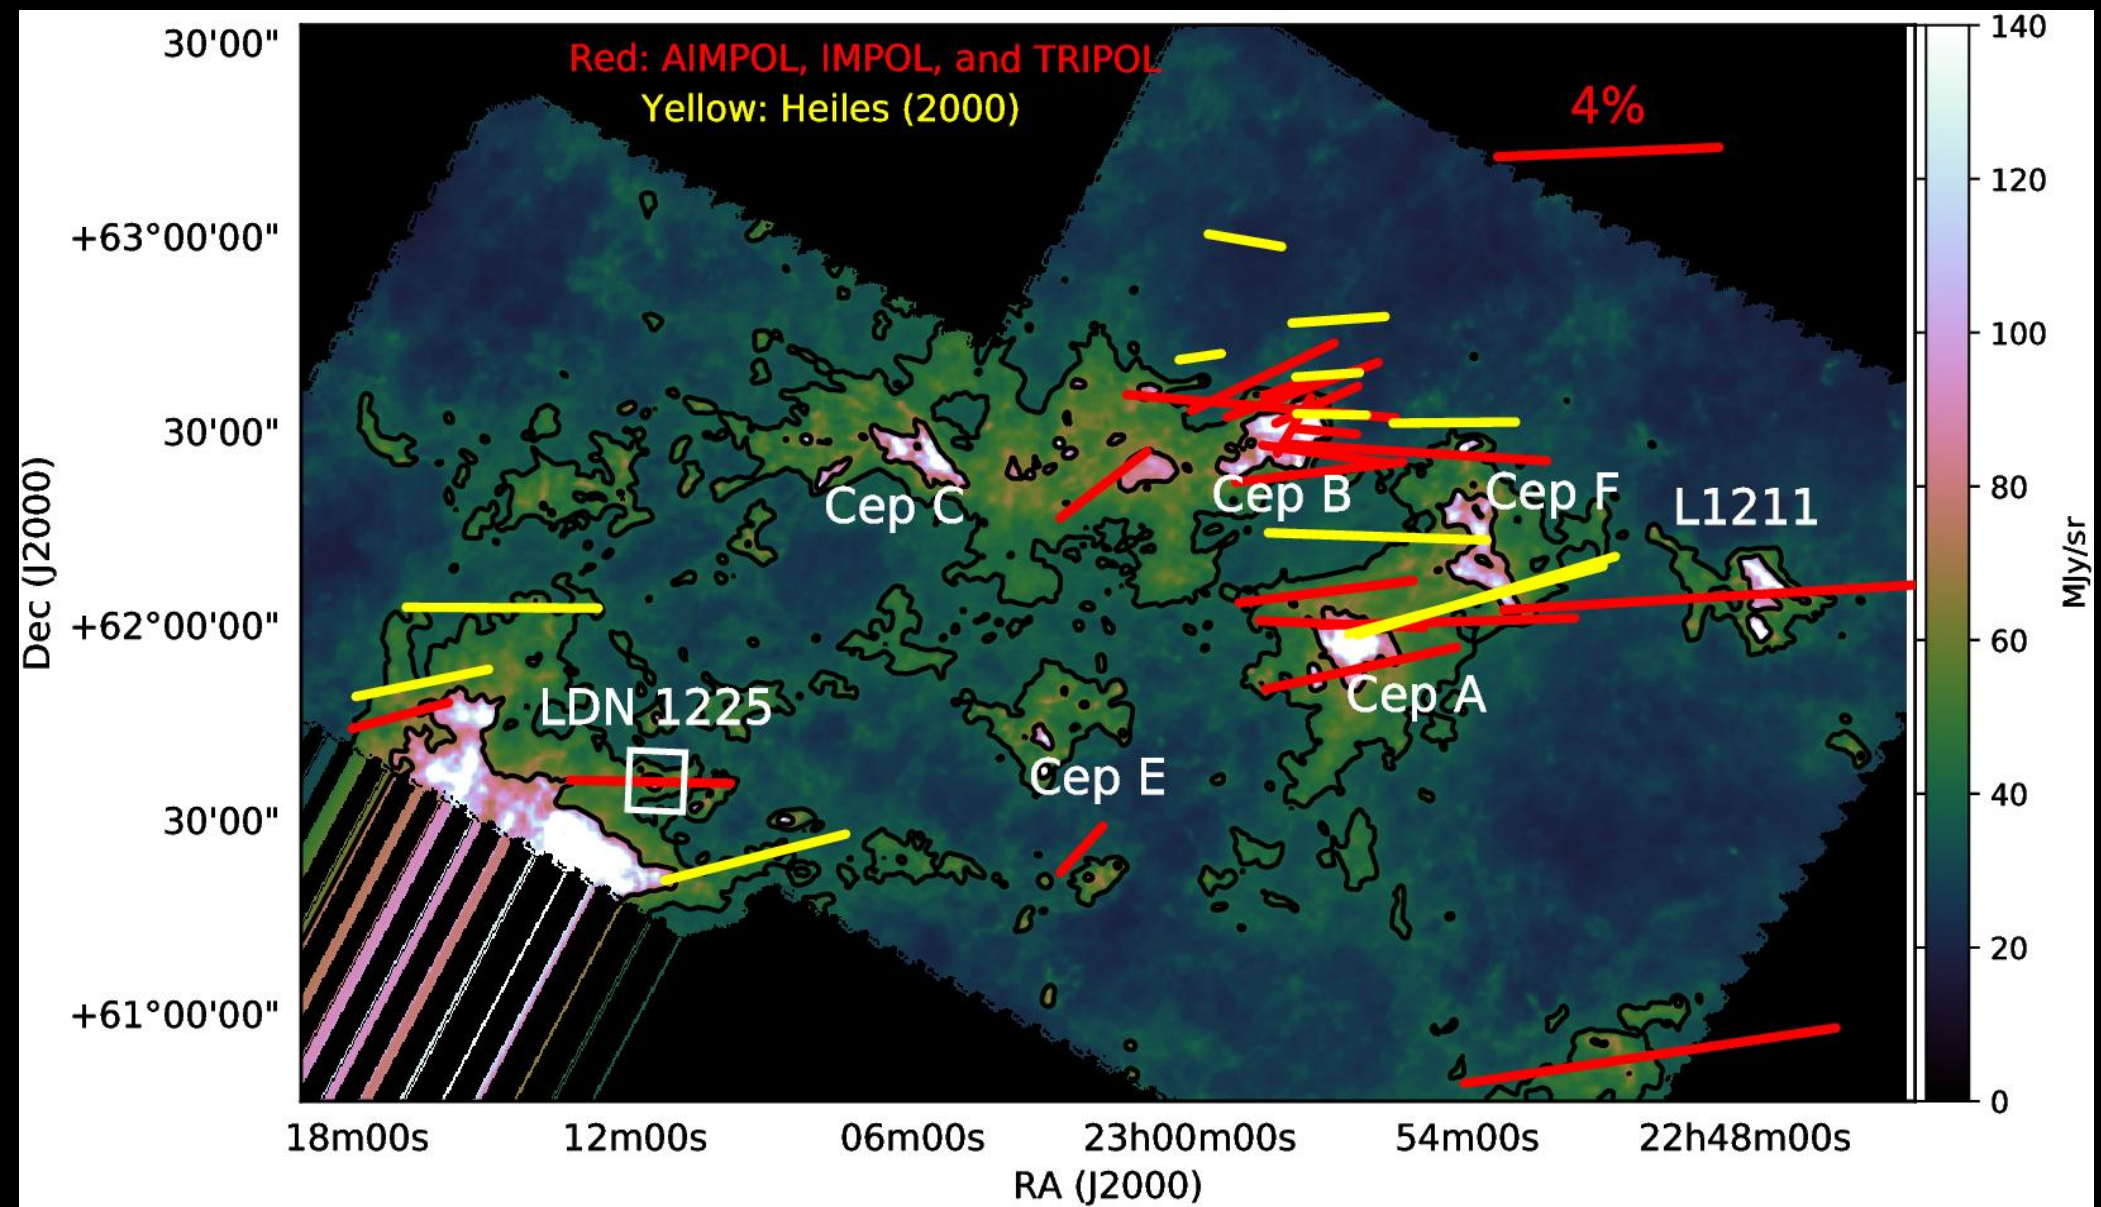 Red: AIMPOL, IMPOL, and TRIPOL
Yellow: Heiles (2000)
4%
Cep C
Cep B
Cep F
L1211
LDN 1225
Cep A
Cep E
Dec (J2000)
30'00"
+63°00'00"
30'00"
+62°00'00"
30'00"
+61°00'00"
18m00s
12m00s
06m00s
23h00m00s
54m00s
22h48m00s
RA (J2000)
140
120
100
80
60
40
20
0
MJy/sr